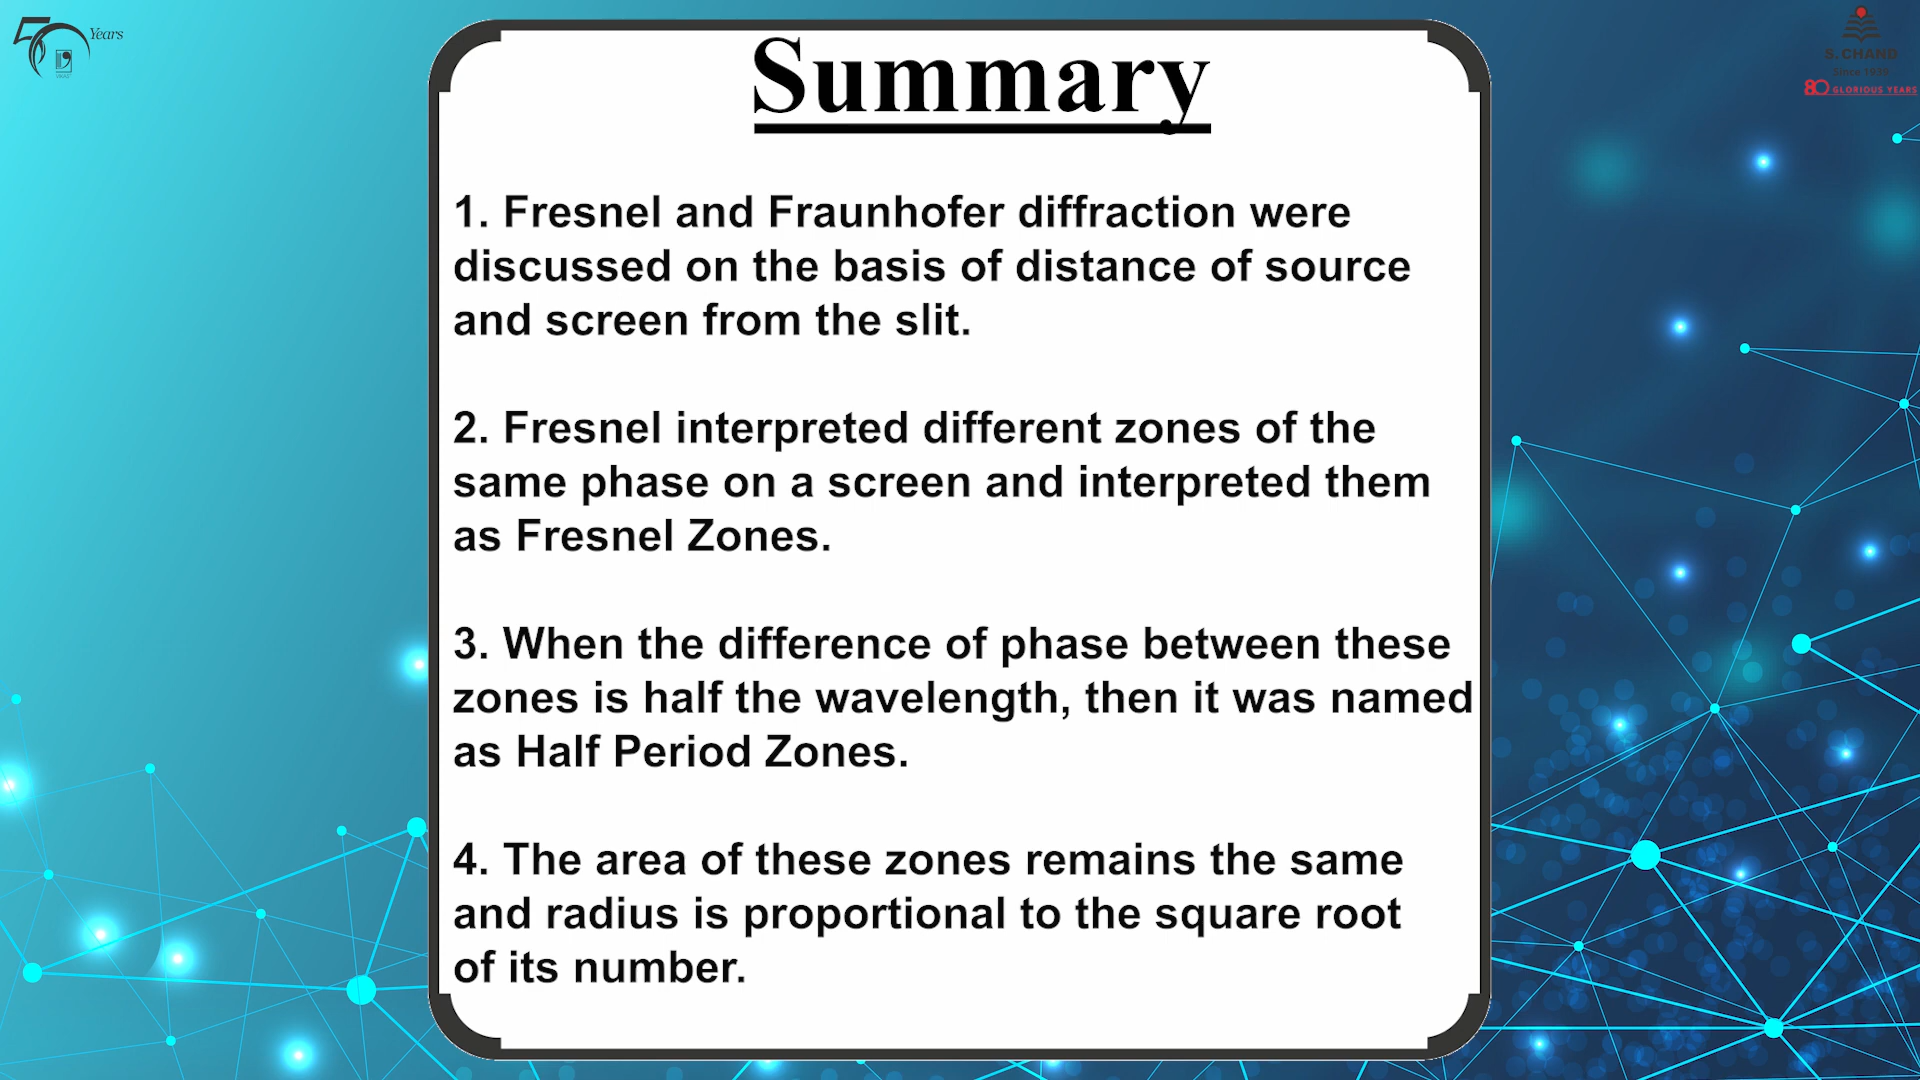 50 Years
S. CHAND
Since 1939
80 GLORIOUS YEARS
Summary
1. Fresnel and Fraunhofer diffraction were
discussed on the basis of distance of source
and screen from the slit.
2. Fresnel interpreted different zones of the
same phase on a screen and interpreted them
as Fresnel Zones.
3. When the difference of phase between these
zones is half the wavelength, then it was named
as Half Period Zones.
4. The area of these zones remains the same
and radius is proportional to the square root
of its number.